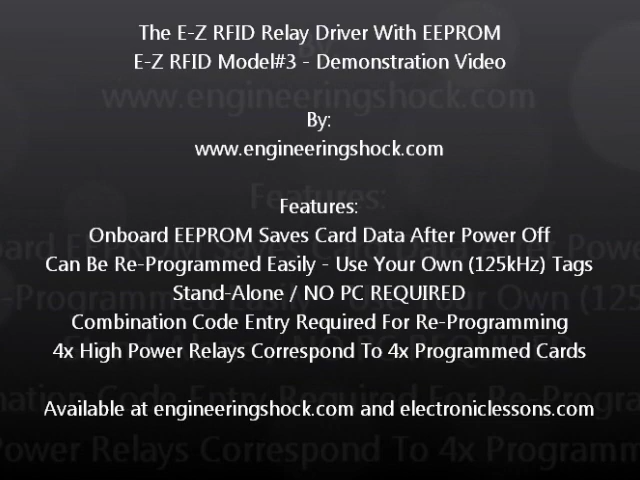 The E-Z RFID Relay Driver With EEPROM
E-Z RFID Model#3 - Demonstration Video
By:
www.engineeringshock.com
Features:
Onboard EEPROM Saves Card Data After Power Off
Can Be Re-Programmed Easily - Use Your Own (125kHz) Tags
Stand-Alone / NO PC REQUIRED
Combination Code Entry Required For Re-Programming
4x High Power Relays Correspond To 4x Programmed Cards
Available at engineeringshock.com and electroniclessons.com